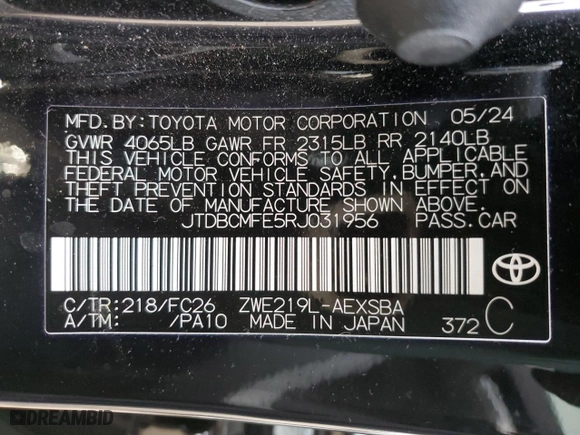 MFD.BY:TOYOTA MOTOR CORPORATION 05/24
GVWR 4065LB GAWR FR 2315LB RR 2140LB
THIS VEHICLE CONFORMS TO ALL APPLICABLE
FEDERAL MOTOR VEHICLE SAFETY,BUMPER,AND
THEFT PREVENTION STANDARDS IN EFFECT ON
THE DATE OF MANUFACTURE SHOWN ABOVE.
JTDBCMFE5RJ031956 PASS.CAR
C/TR:218/FC26 ZWE219L-AEXSBA
A/TM: /PA10 MADE IN JAPAN 372 C
DREAMBID